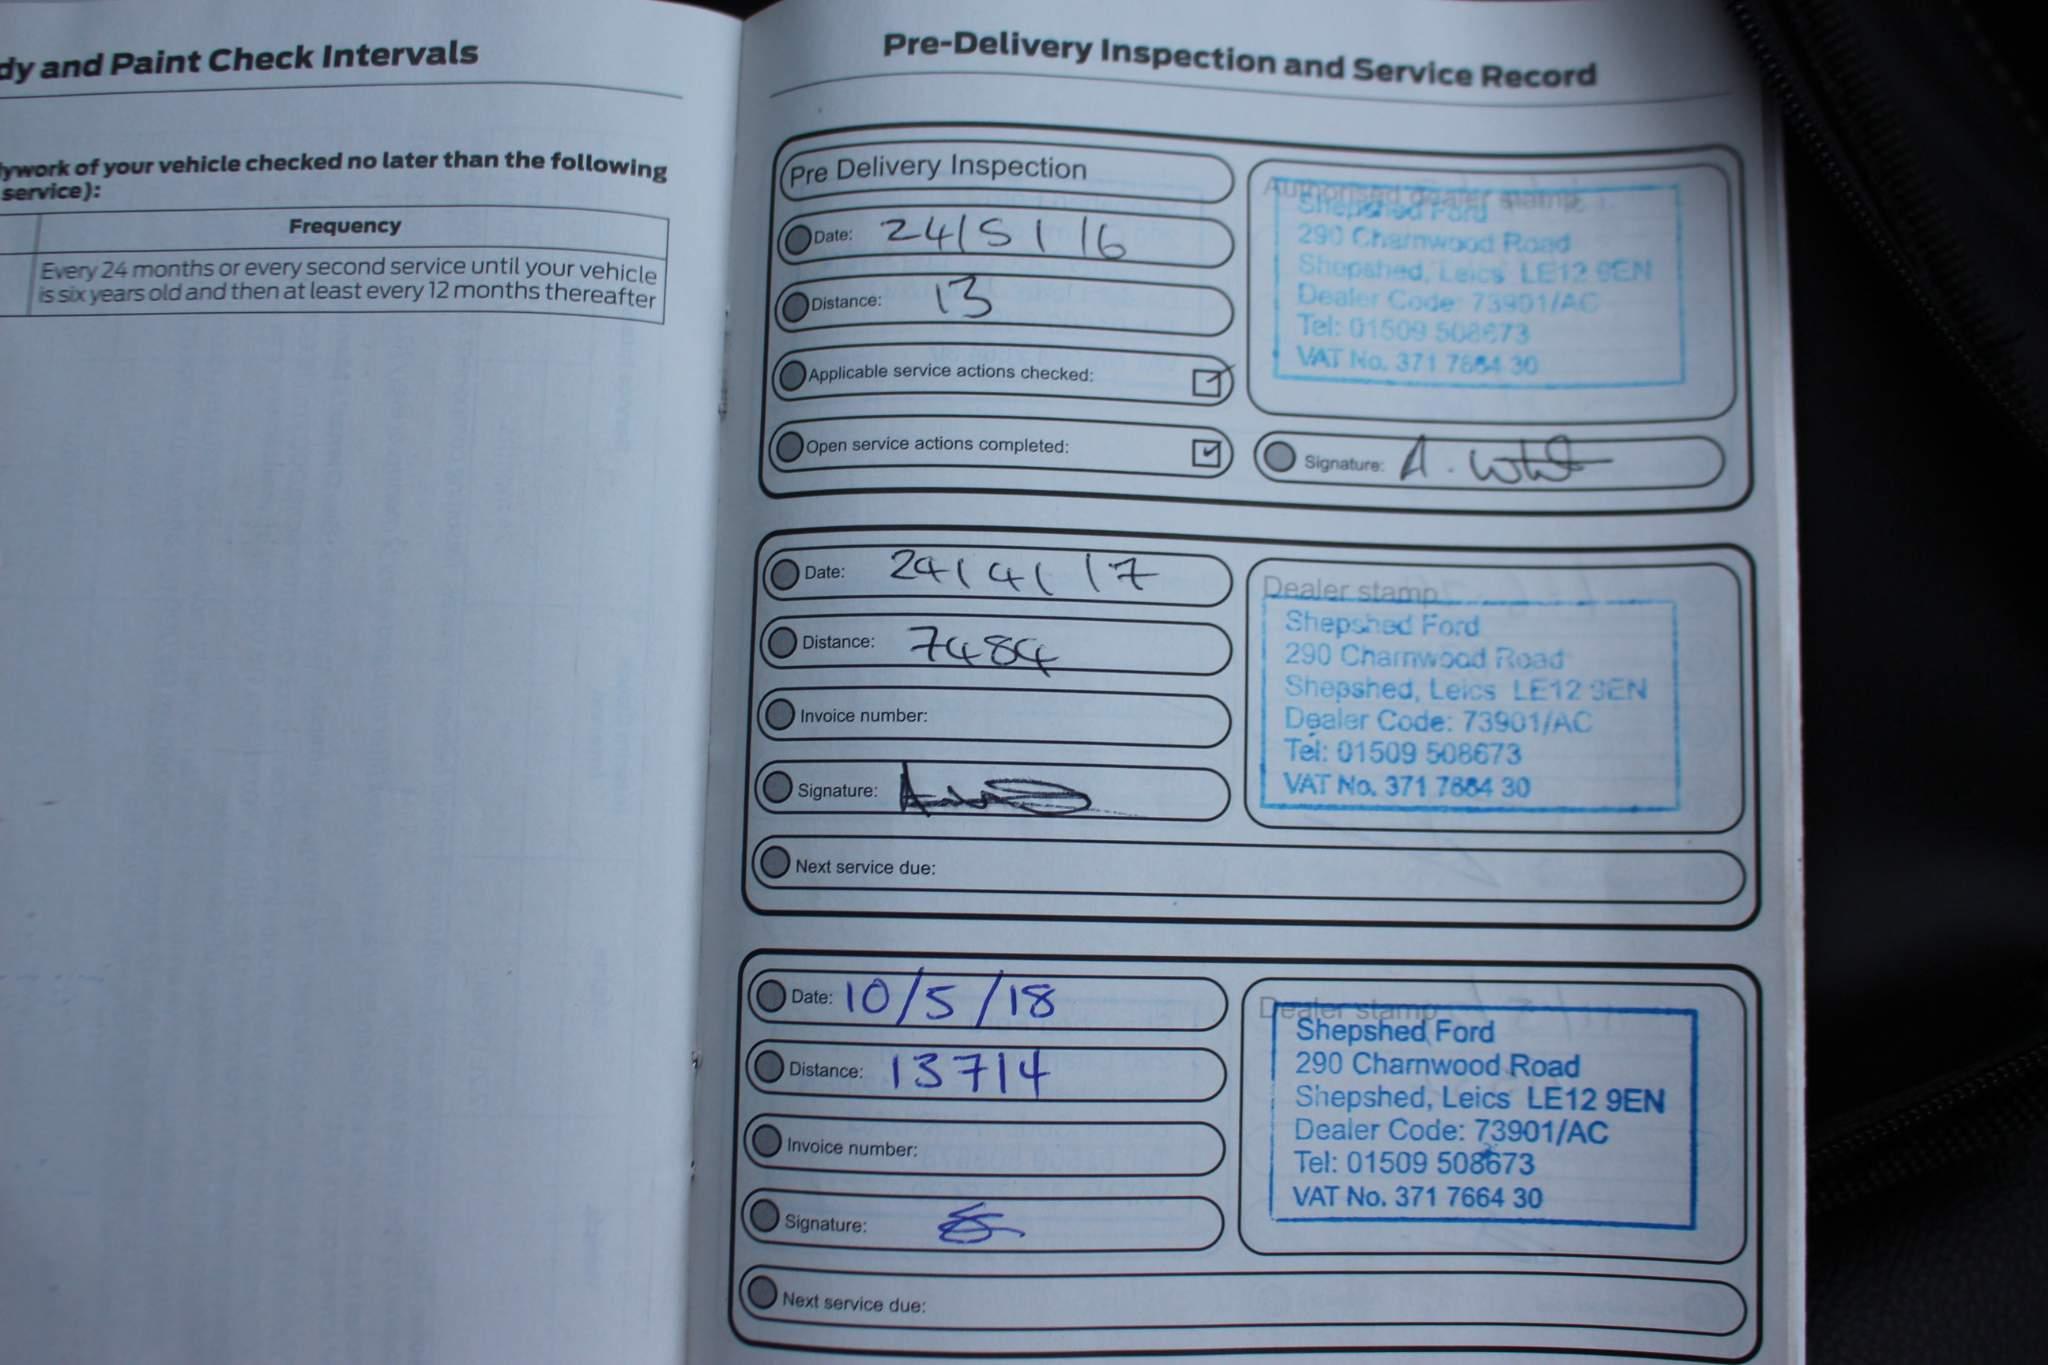 dy and Paint Check Intervals
ywork of your vehicle checked no later than the following
service):
Frequency
Every 24 months or every second service until your vehicle
is six years old and then at least every 12 months thereafter
Pre-Delivery Inspection and Service Record
Pre Delivery Inspection
Date: 24/5/16
Distance: 13
Applicable service actions checked:
Open service actions completed:
Authorised dealer stamp
Shepshed Ford
290 Charnwood Road
Shepshed, Leics LE12 9EN
Dealer Code: 73901/AC
Tel: 01509 508673
VAT No. 371 7664 30
Signature: A.
Date: 24/4/17
Distance: 7484
Invoice number:
Signature:
Next service due:
Dealer stamp
Shepshed Ford
290 Charnwood Road
Shepshed, Leics LE12 9EN
Dealer Code: 73901/AC
Tel: 01509 508673
VAT No. 371 7664 30
Date: 10/5/18
Distance: 13714
Invoice number:
Signature:
Next service due:
Dealer stamp
Shepshed Ford
290 Charnwood Road
Shepshed, Leics LE12 9EN
Dealer Code: 73901/AC
Tel: 01509 508673
VAT No. 371 7664 30